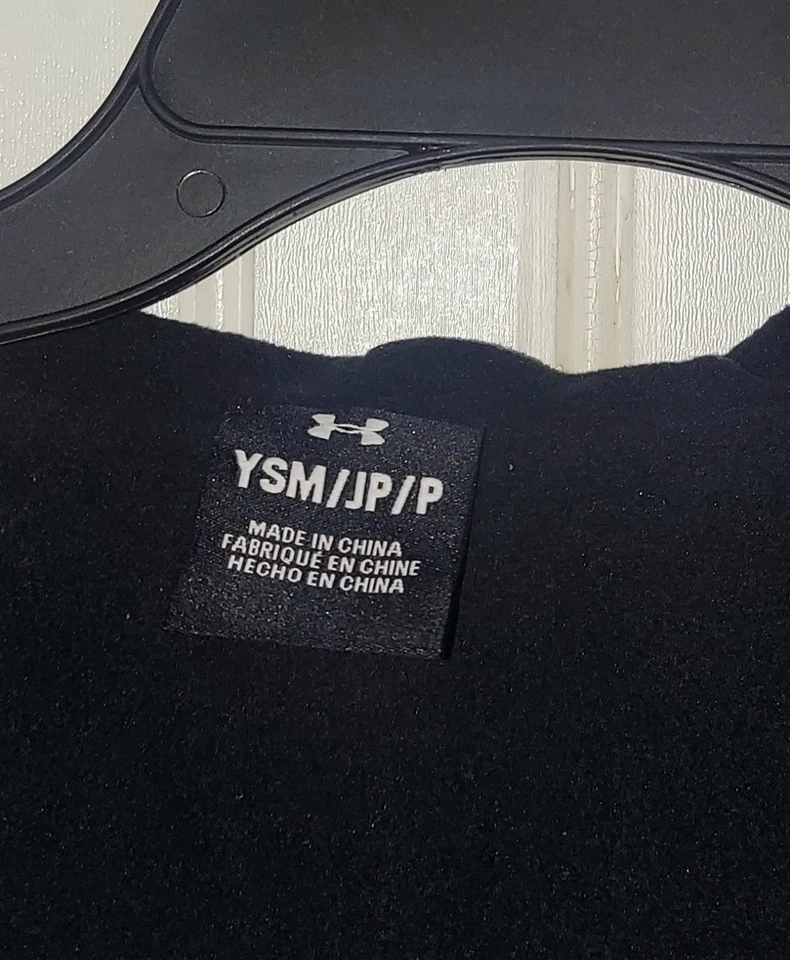 YSM/JP/P
MADE IN CHINA
FABRIQUÉ EN CHINE
HECHO EN CHINA